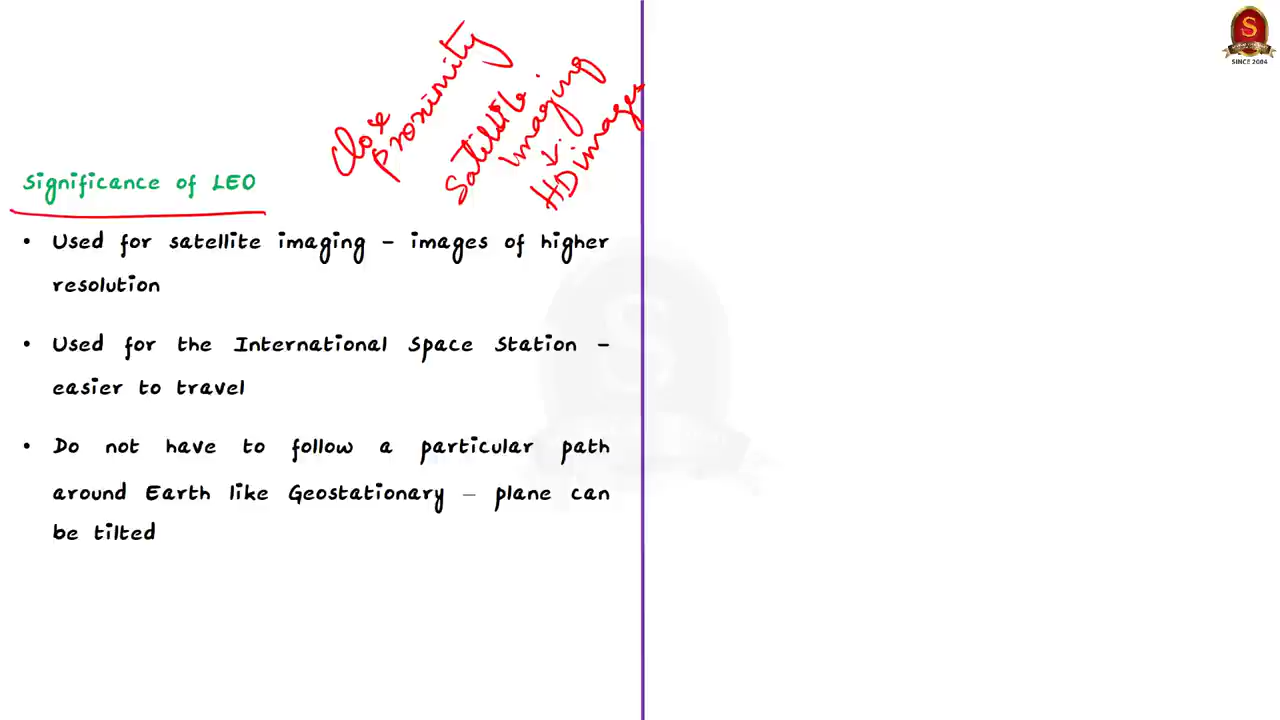 Close
proximity
Satellite
Imaging
HD images
S
SINCE 2004
Significance of LEO
• Used for satellite imaging – images of higher
resolution
• Used for the International Space Station –
easier to travel
• Do not have to follow a particular path
around Earth like Geostationary – plane can
be tilted